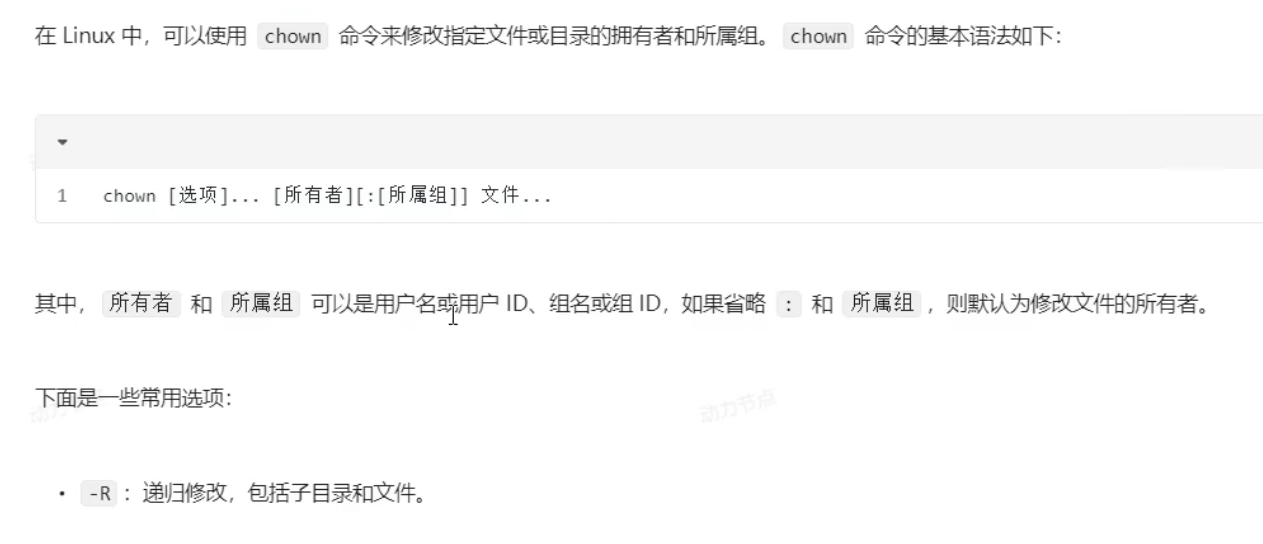 在 Linux 中，可以使用 chown 命令来修改指定文件或目录的拥有者和所属组。 chown 命令的基本语法如下：
1 chown [选项]... [所有者][:[所属组]] 文件...
其中， 所有者 和 所属组 可以是用户名或用户 ID、组名或组 ID，如果省略 : 和 所属组 ，则默认为修改文件的所有者。
下面是一些常用选项：
动力节点
• -R ：递归修改，包括子目录和文件。